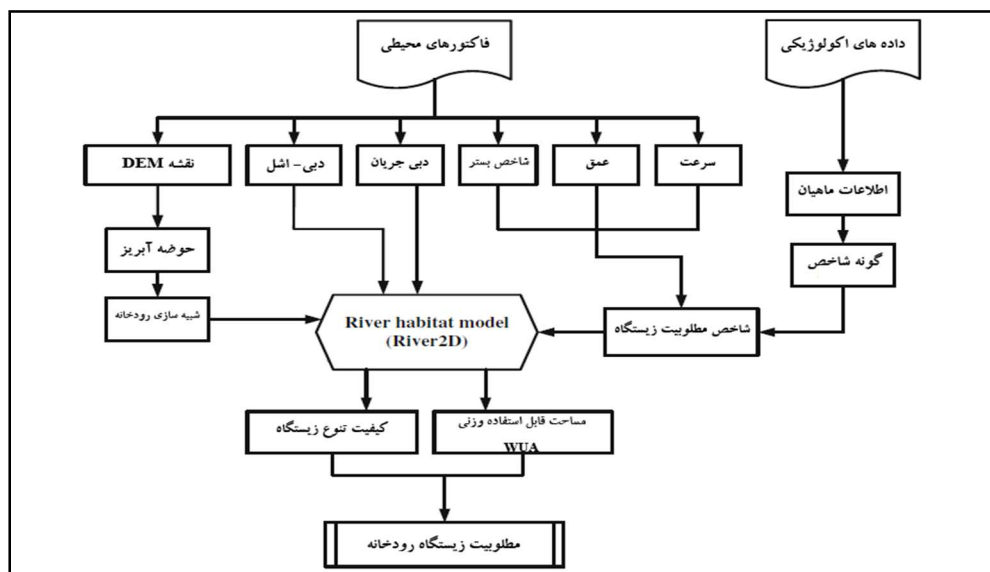 فاکتورهای محیطی
داده های اکولوژیکی
نقشه DEM
دبی- اشل
دبی جریان
شاخص بستر
عمق
سرعت
اطلاعات ماهیان
حوضه آبریز
گونه شاخص
شبیه سازی رودخانه
River habitat model
(River2D)
شاخص مطلوبیت زیستگاه
کیفیت تنوع زیستگاه
مساحت قابل استفاده وزنی
WUA
مطلوبیت زیستگاه رودخانه